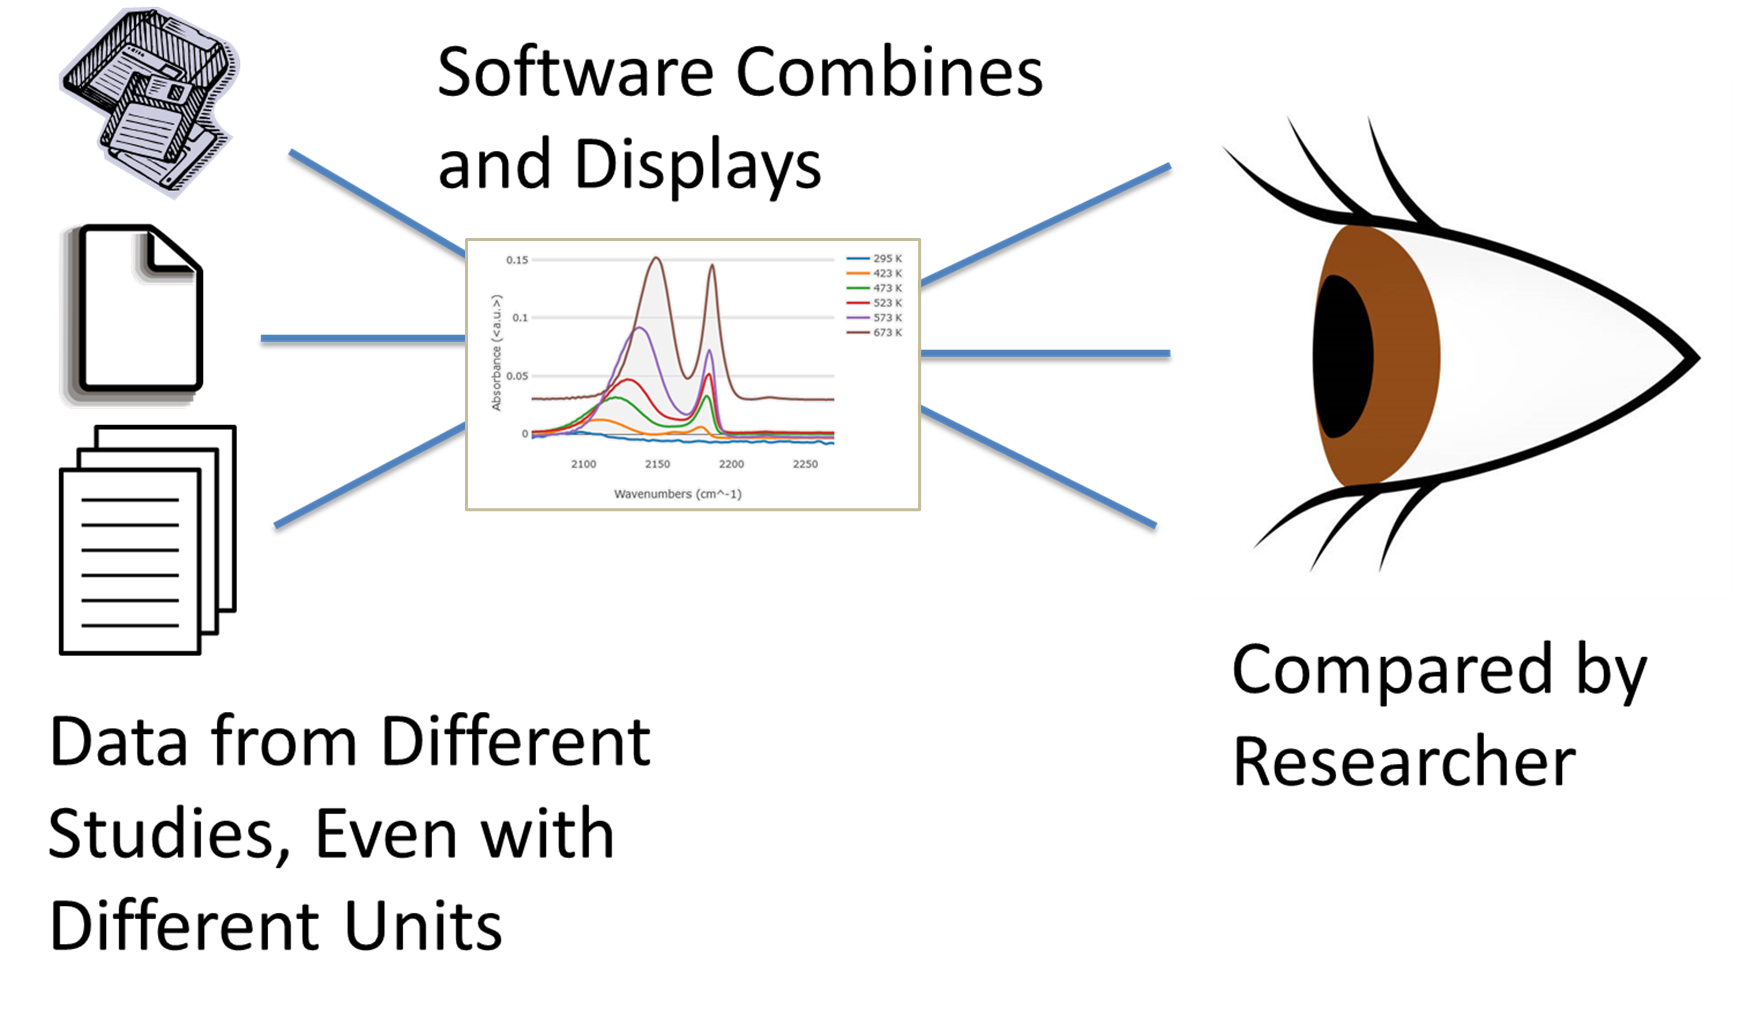 Software Combines
and Displays
0.15
0.1
0.05
0
Absorbance (<a.u.>)
2100 2150 2200 2250
Wavenumbers (cm^-1)
295 K
423 K
473 K
523 K
573 K
673 K
Compared by
Researcher
Data from Different
Studies, Even with
Different Units